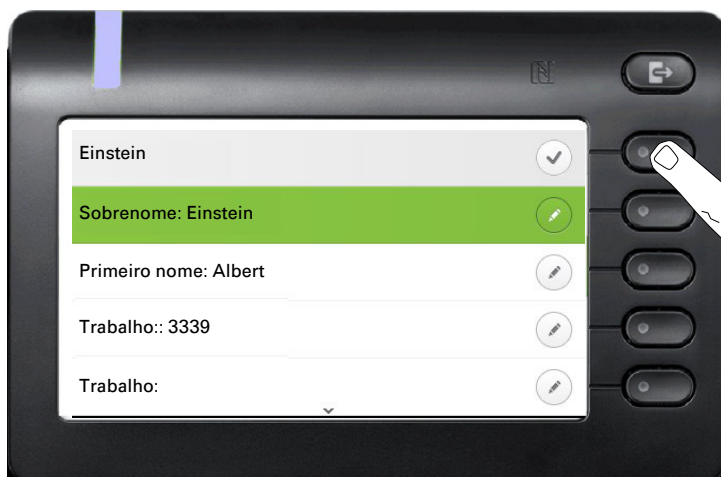 Einstein
Sobrenome: Einstein
Primeiro nome: Albert
Trabalho:: 3339
Trabalho: